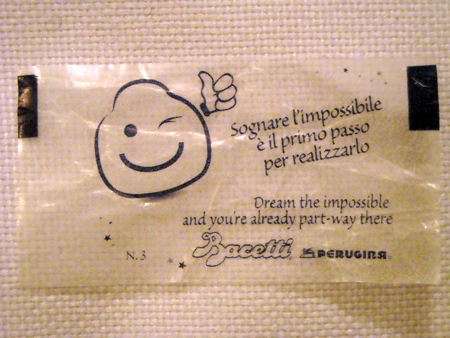 Sognare l'impossibile
è il primo passo
per realizzarlo
Dream the impossible
and you're already part-way there
N. 3
Bacetti PERUGINA